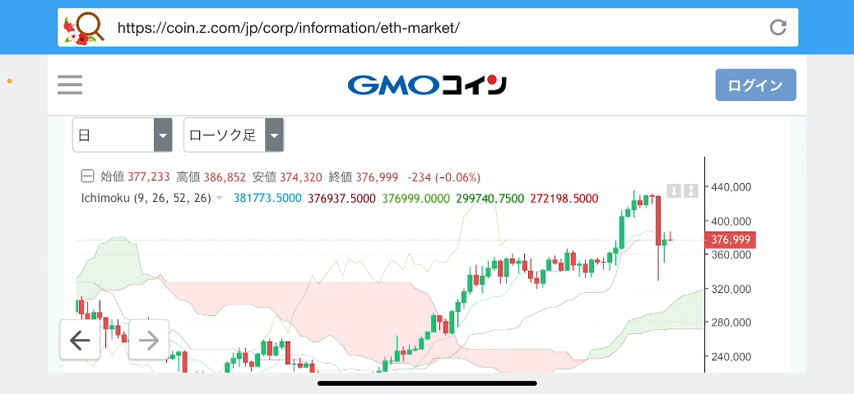 https://coin.z.com/jp/corp/information/eth-market/
GMOコイン
ログイン
日 ローソク足
始値 377,233 高値 386,852 安値 374,320 終値 376,999 -234 (−0.06%)
Ichimoku (9, 26, 52, 26) 381773.5000 376937.5000 376999.0000 299740.7500 272198.5000
440,000
400,000
376,999
360,000
320,000
280,000
240,000